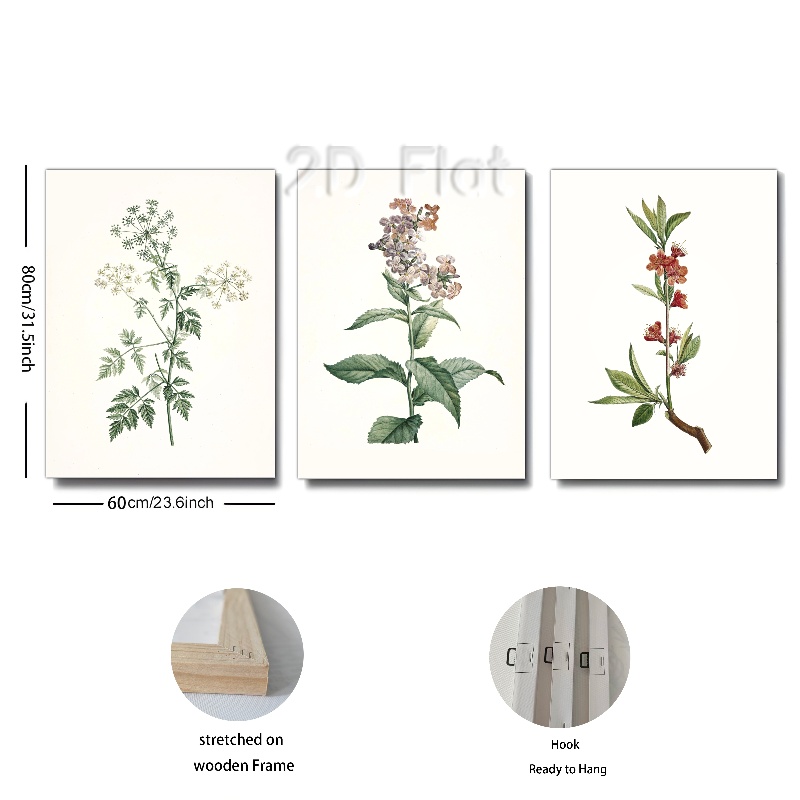 2D Flat
80cm/31.5inch
60cm/23.6inch
stretched on
wooden Frame
Hook
Ready to Hang